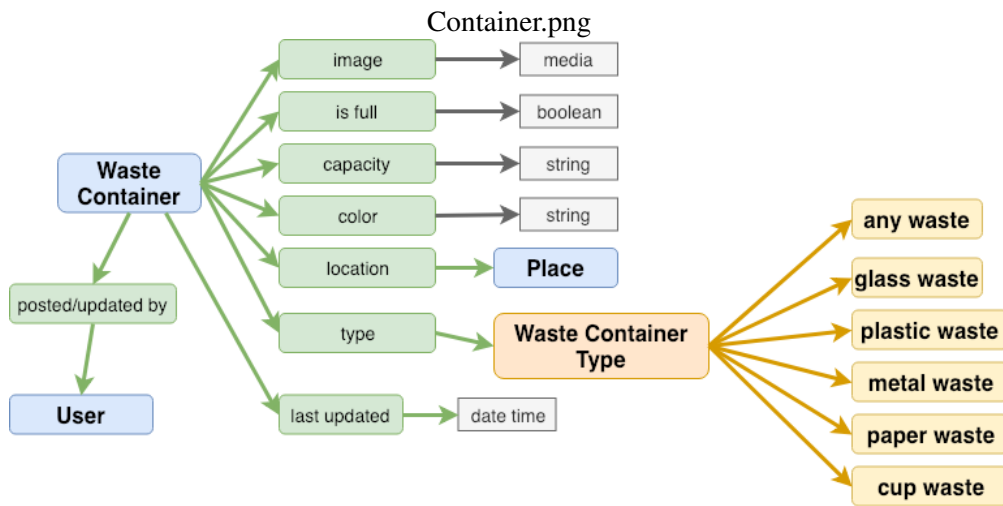 Container.png
image
media
is full
boolean
Waste
Container
capacity
string
color
string
any waste
location
Place
glass waste
posted/updated by
type
Waste Container
Type
plastic waste
metal waste
User
last updated
date time
paper waste
cup waste